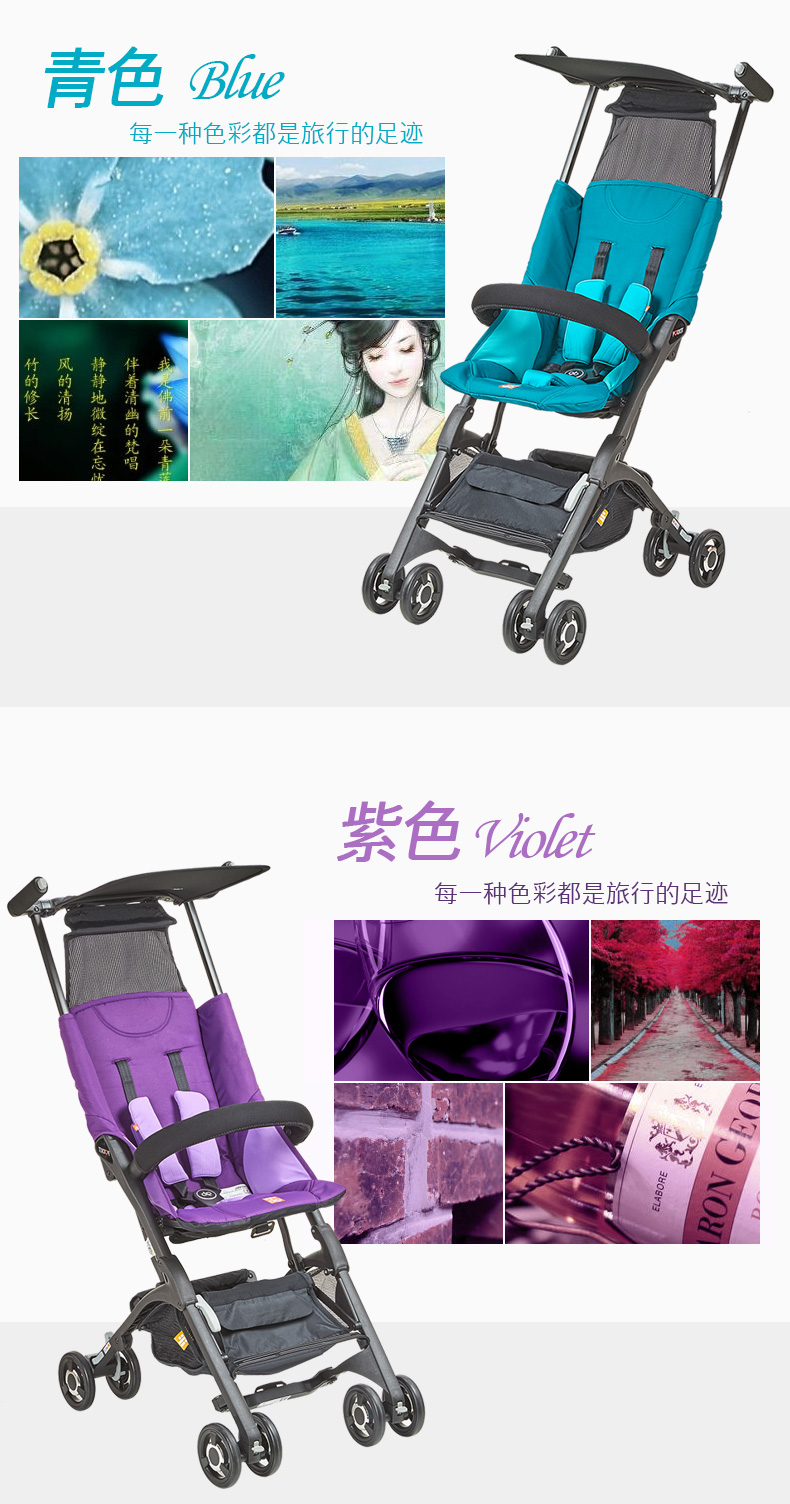 青色 Blue
每一种色彩都是旅行的足迹
我是佛前一朵青莲
伴着清幽的梵唱
静静地微绽在忘忧
风的清扬
竹的修长
紫色 Violet
每一种色彩都是旅行的足迹
ELABORE
ARON GEOR